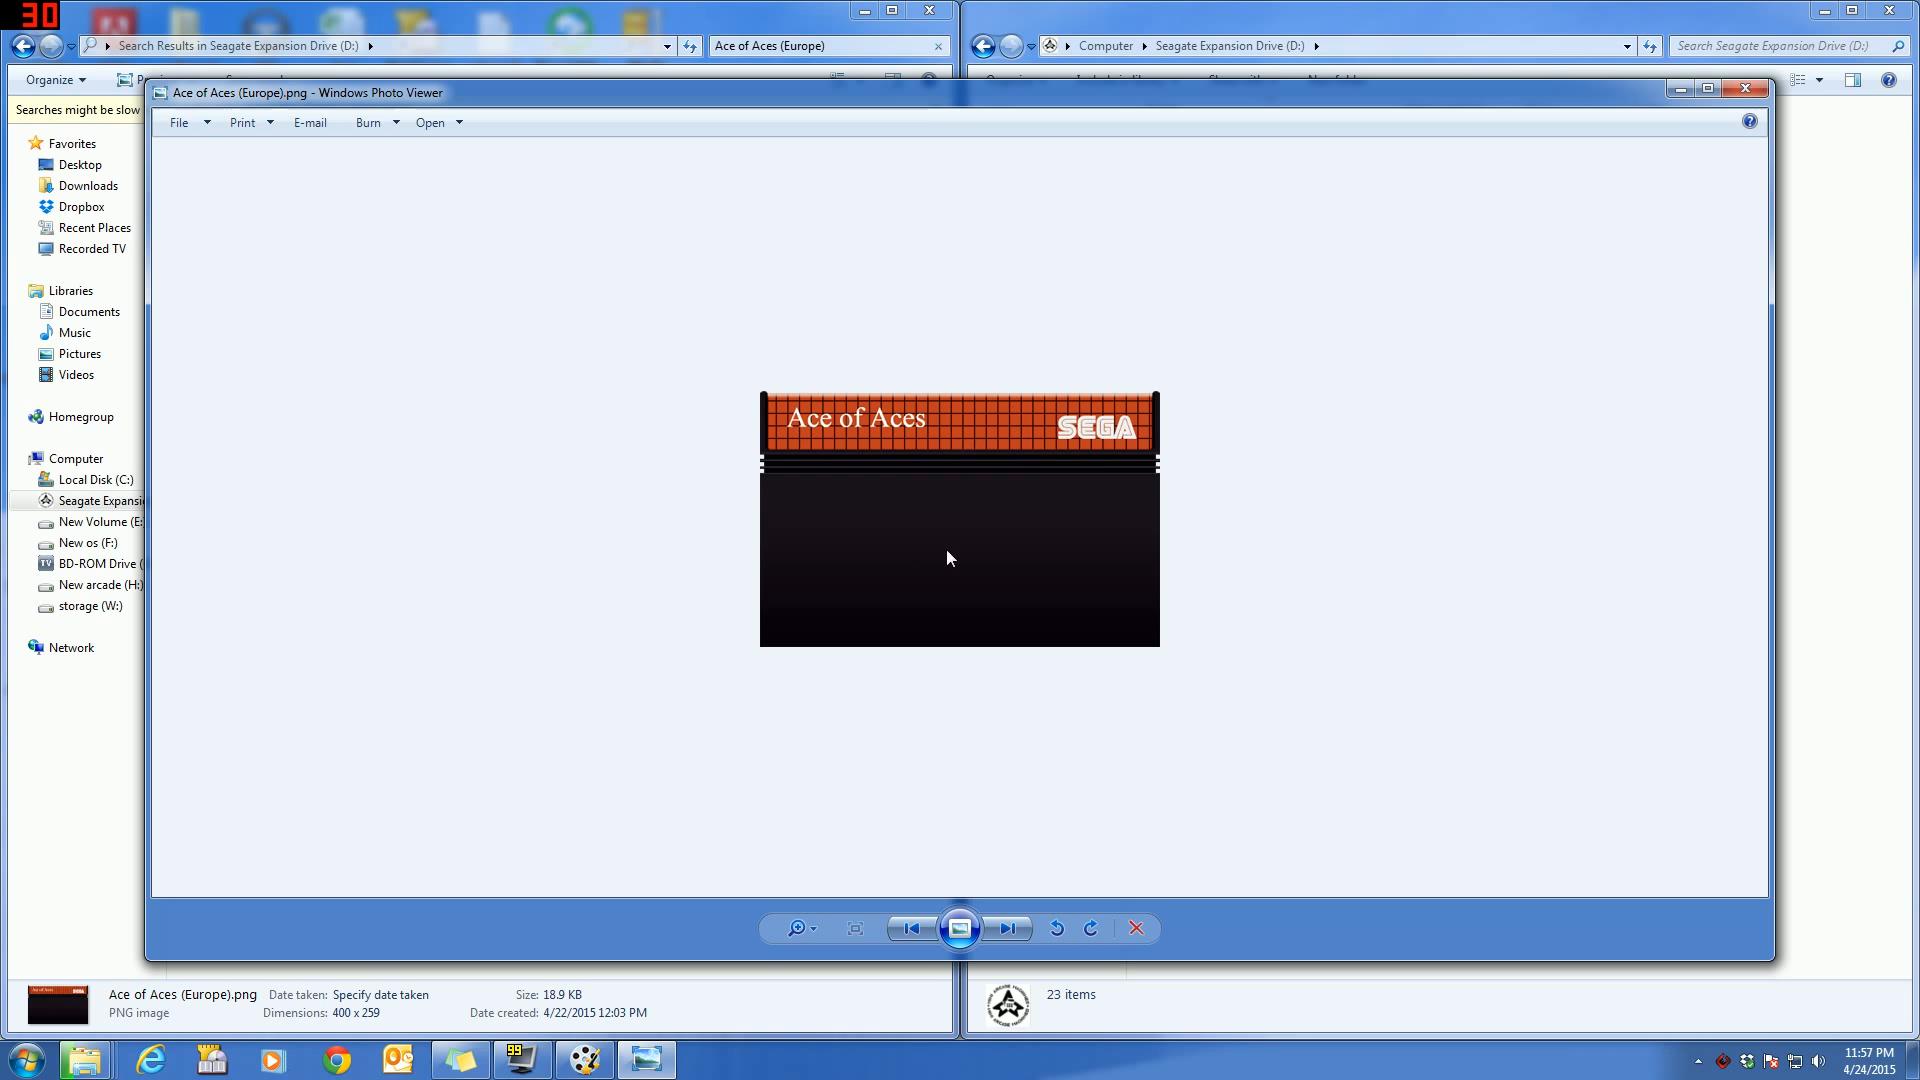 30
Search Results in Seagate Expansion Drive (D:)
Ace of Aces (Europe)
Computer
Seagate Expansion Drive (D:)
Search Seagate Expansion Drive (D:)
Organize
Searches might be slow
Ace of Aces (Europe).png - Windows Photo Viewer
File
Print
E-mail
Burn
Open
Favorites
Desktop
Downloads
Dropbox
Recent Places
Recorded TV
Libraries
Documents
Music
Pictures
Videos
Homegroup
Computer
Local Disk (C:)
Seagate Expansi
New Volume (E:
New os (F:)
BD-ROM Drive (
New arcade (H:)
storage (W:)
Network
Ace of Aces
SEGA
Ace of Aces (Europe).png
PNG image
Date taken: Specify date taken
Dimensions: 400 x 259
Size: 18.9 KB
Date created: 4/22/2015 12:03 PM
23 items
99
11:57 PM
4/24/2015